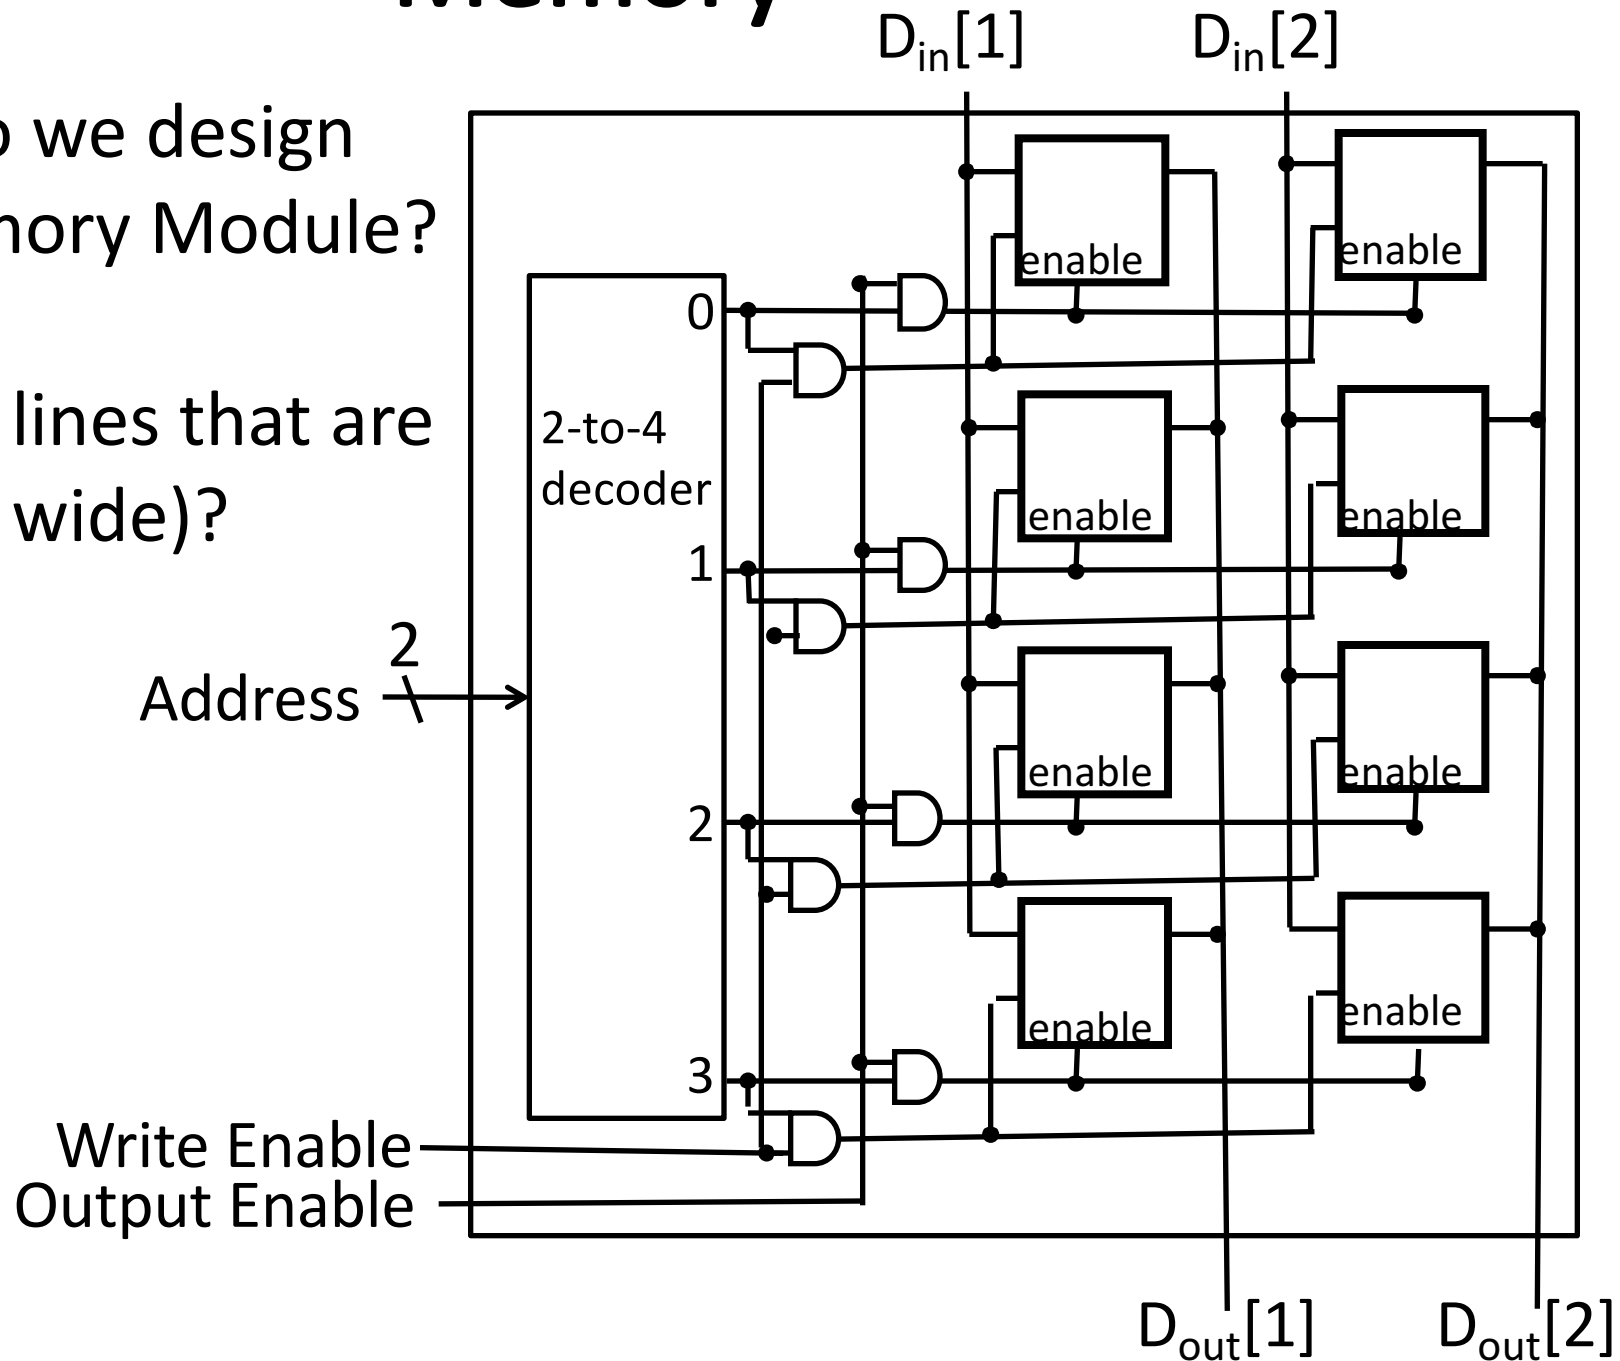 Memory
D_in[1] D_in[2]
o we design
nory Module?
lines that are
wide)?
2-to-4
decoder
0
1
2
3
enable enable
enable enable
enable enable
enable enable
2
Address
Write Enable
Output Enable
D_out[1] D_out[2]